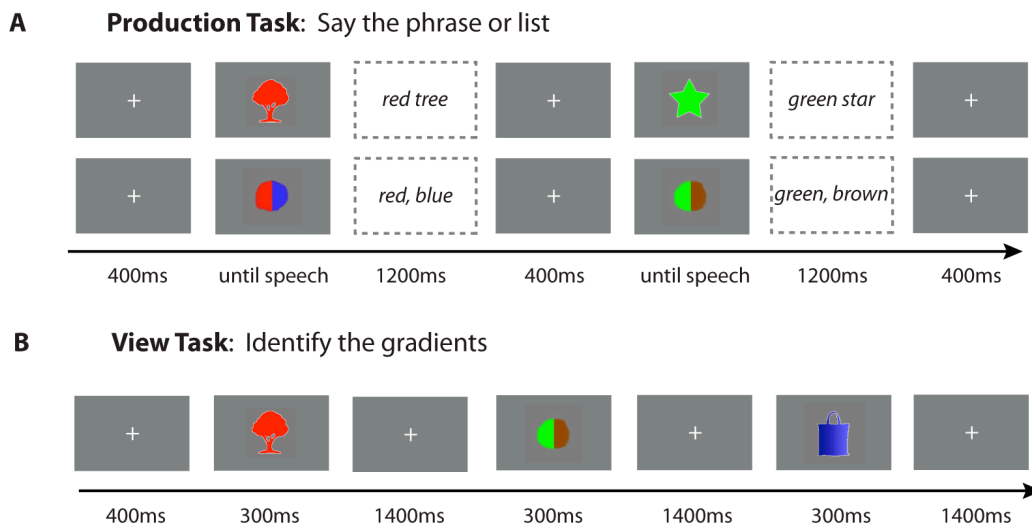 A Production Task: Say the phrase or list
red tree green star
red, blue green, brown
400ms until speech 1200ms 400ms until speech 1200ms 400ms
B View Task: Identify the gradients
400ms 300ms 1400ms 300ms 1400ms 300ms 1400ms